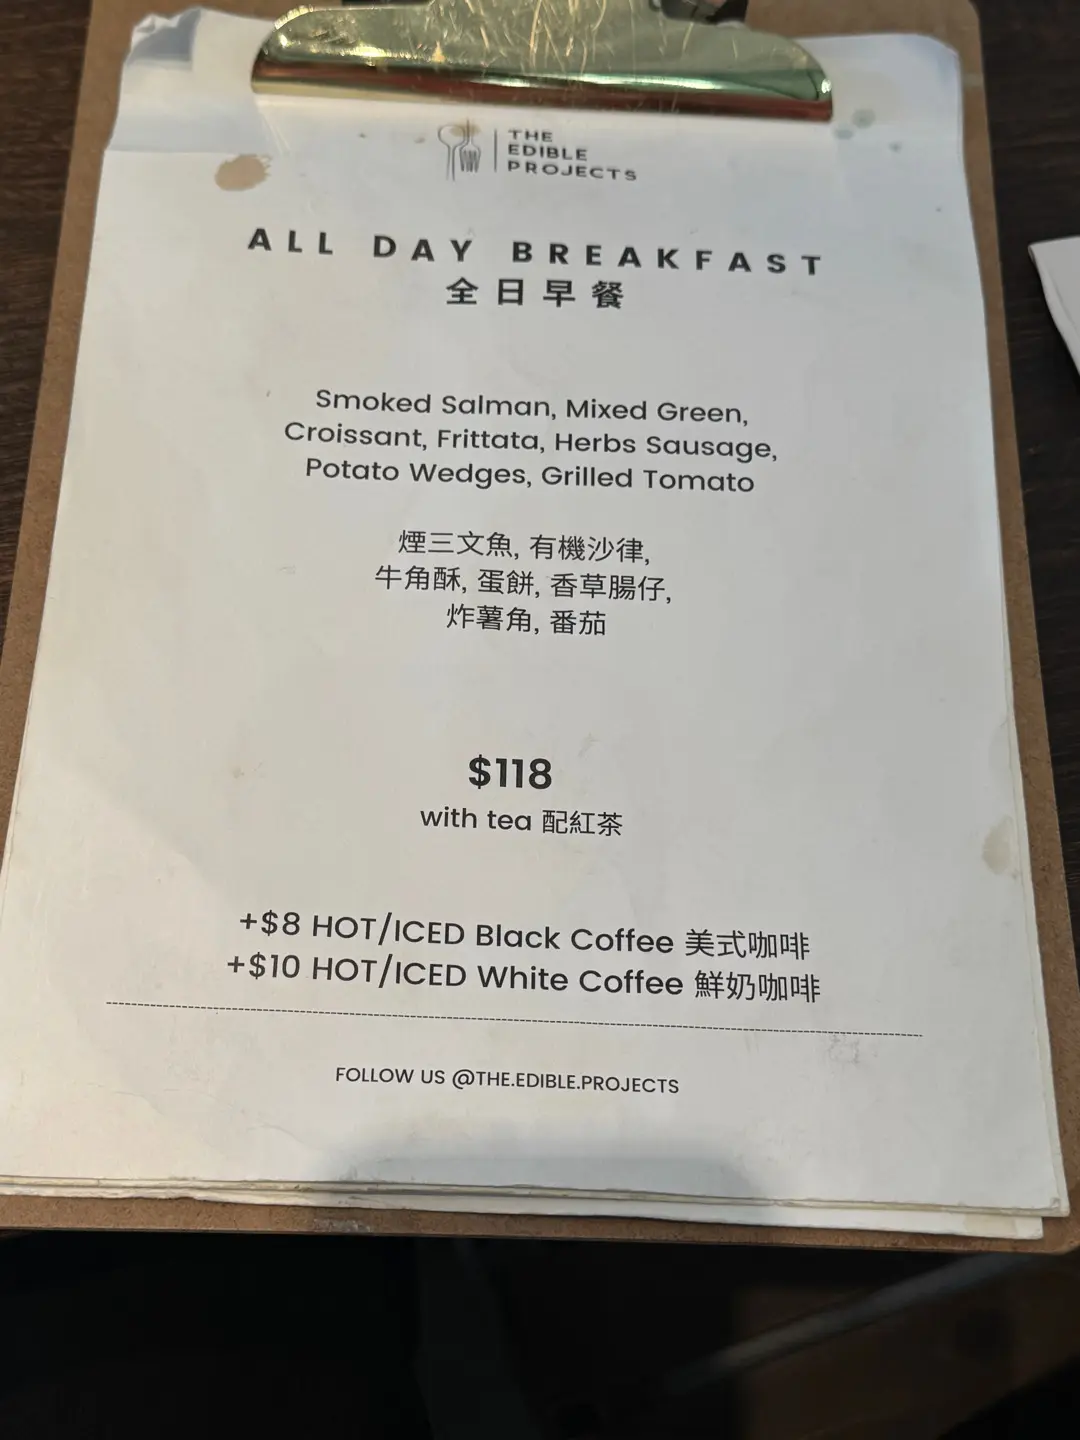 THE
EDIBLE
PROJECTS
ALL DAY BREAKFAST
全日早餐
Smoked Salman, Mixed Green,
Croissant, Frittata, Herbs Sausage,
Potato Wedges, Grilled Tomato
煙三文魚, 有機沙律,
牛角酥, 蛋餅, 香草腸仔,
炸薯角, 番茄
$118
with tea 配紅茶
+$8 HOT/ICED Black Coffee 美式咖啡
+$10 HOT/ICED White Coffee 鮮奶咖啡
FOLLOW US @THE.EDIBLE.PROJECTS